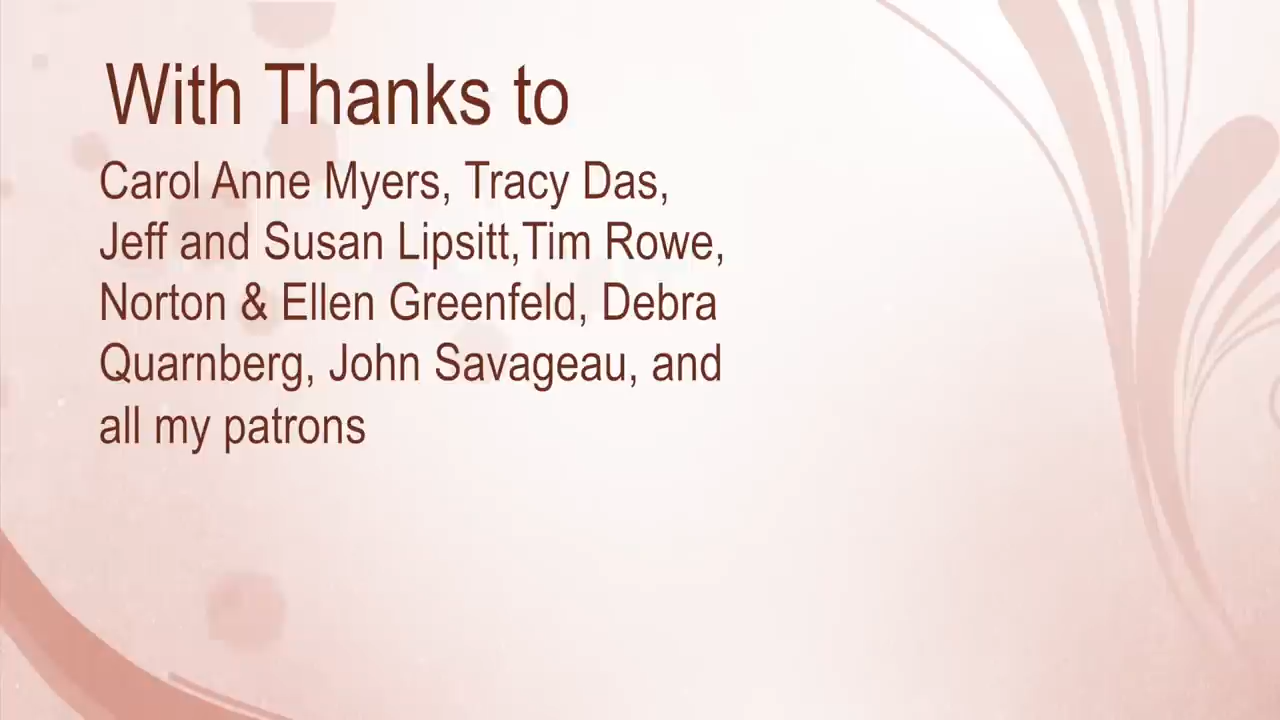 With Thanks to
Carol Anne Myers, Tracy Das,
Jeff and Susan Lipsitt,Tim Rowe,
Norton & Ellen Greenfeld, Debra
Quarnberg, John Savageau, and
all my patrons